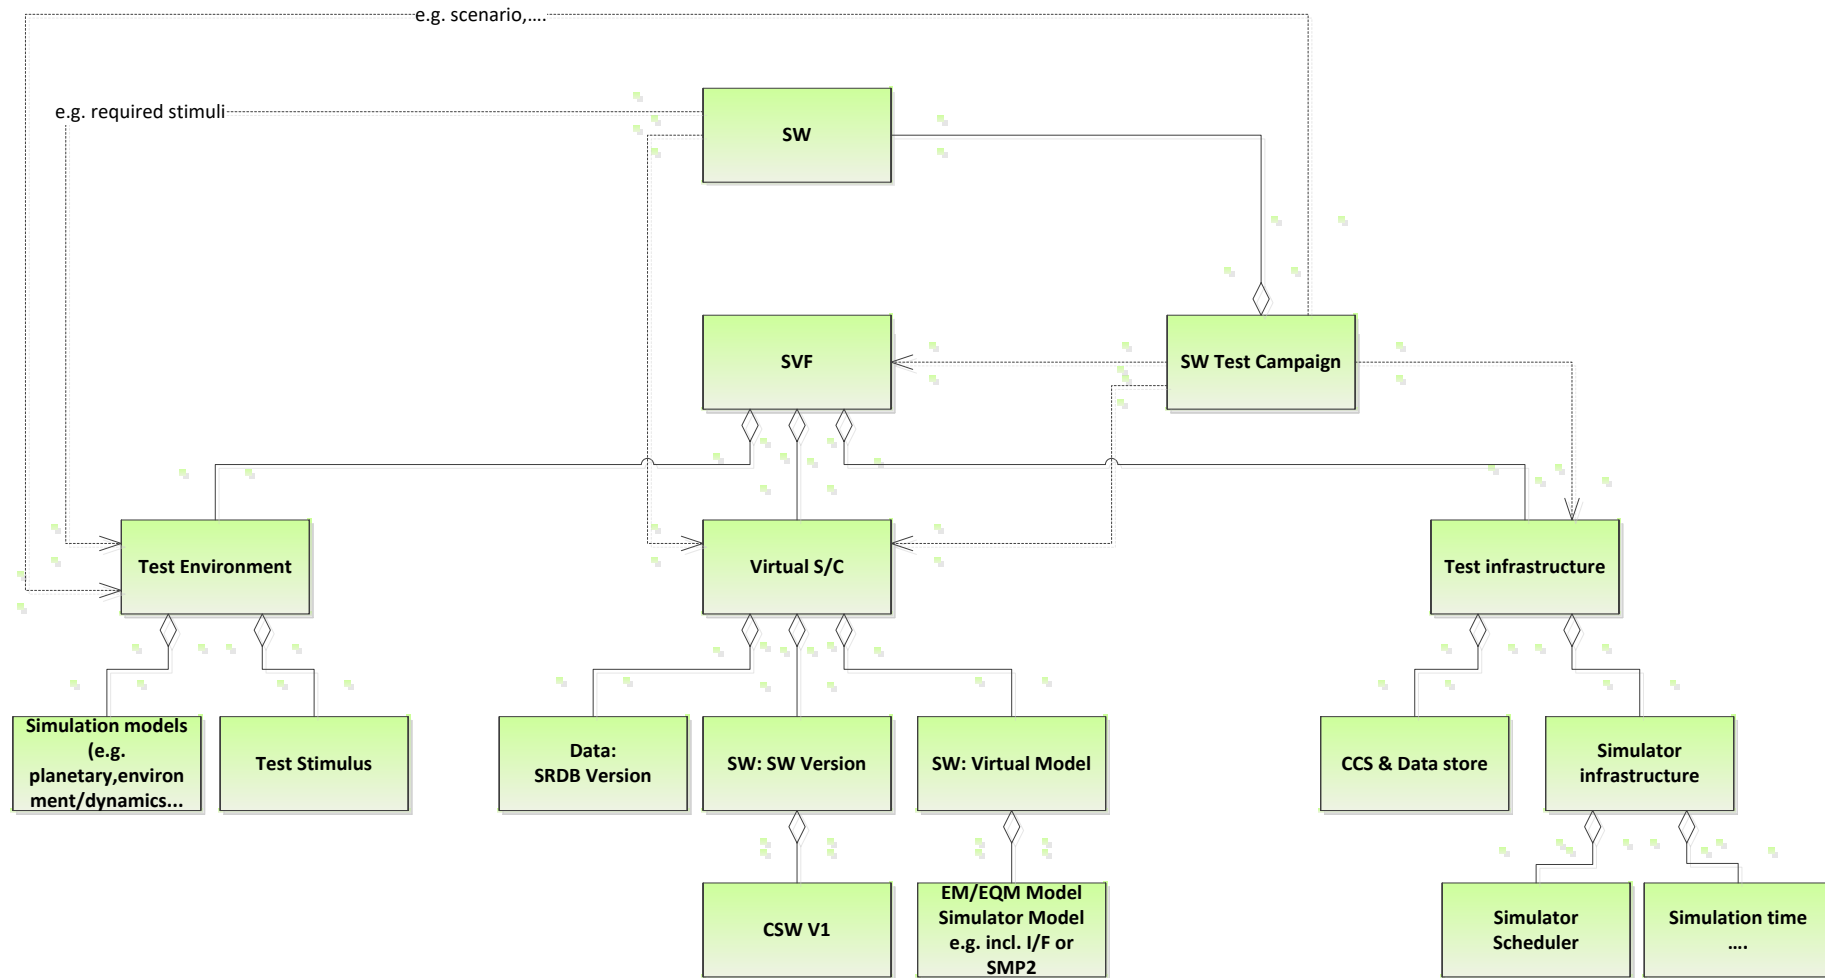 e.g. scenario,....
e.g. required stimuli
SW
SVF
SW Test Campaign
Test Environment
Virtual S/C
Test infrastructure
Simulation models
(e.g.
planetary,environ
ment/dynamics...
Test Stimulus
Data:
SRDB Version
SW: SW Version
SW: Virtual Model
CCS & Data store
Simulator
infrastructure
CSW V1
EM/EQM Model
Simulator Model
e.g. incl. I/F or
SMP2
Simulator
Scheduler
Simulation time
....